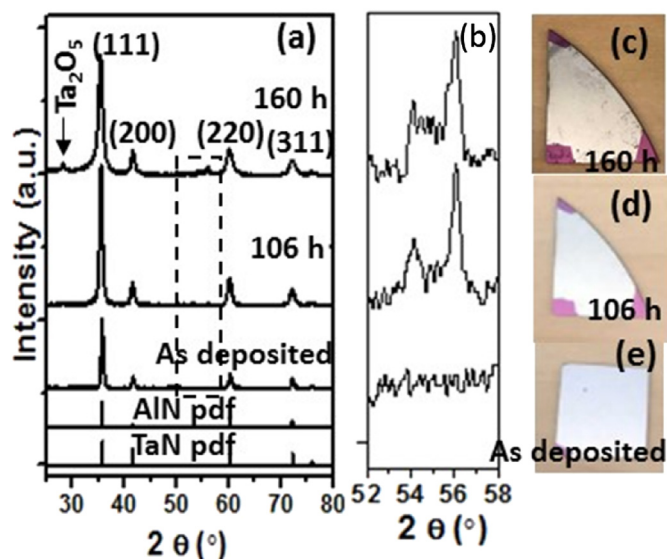 (a)
(111)
Ta2O5
160 h
(200)
(220)
(311)
106 h
As deposited
AlN pdf
TaN pdf
Intensity (a.u.)
30 40 50 60 70 80
2 θ (°)
(b)
52 54 56 58
2 θ (°)
(c)
160 h
(d)
106 h
(e)
As deposited